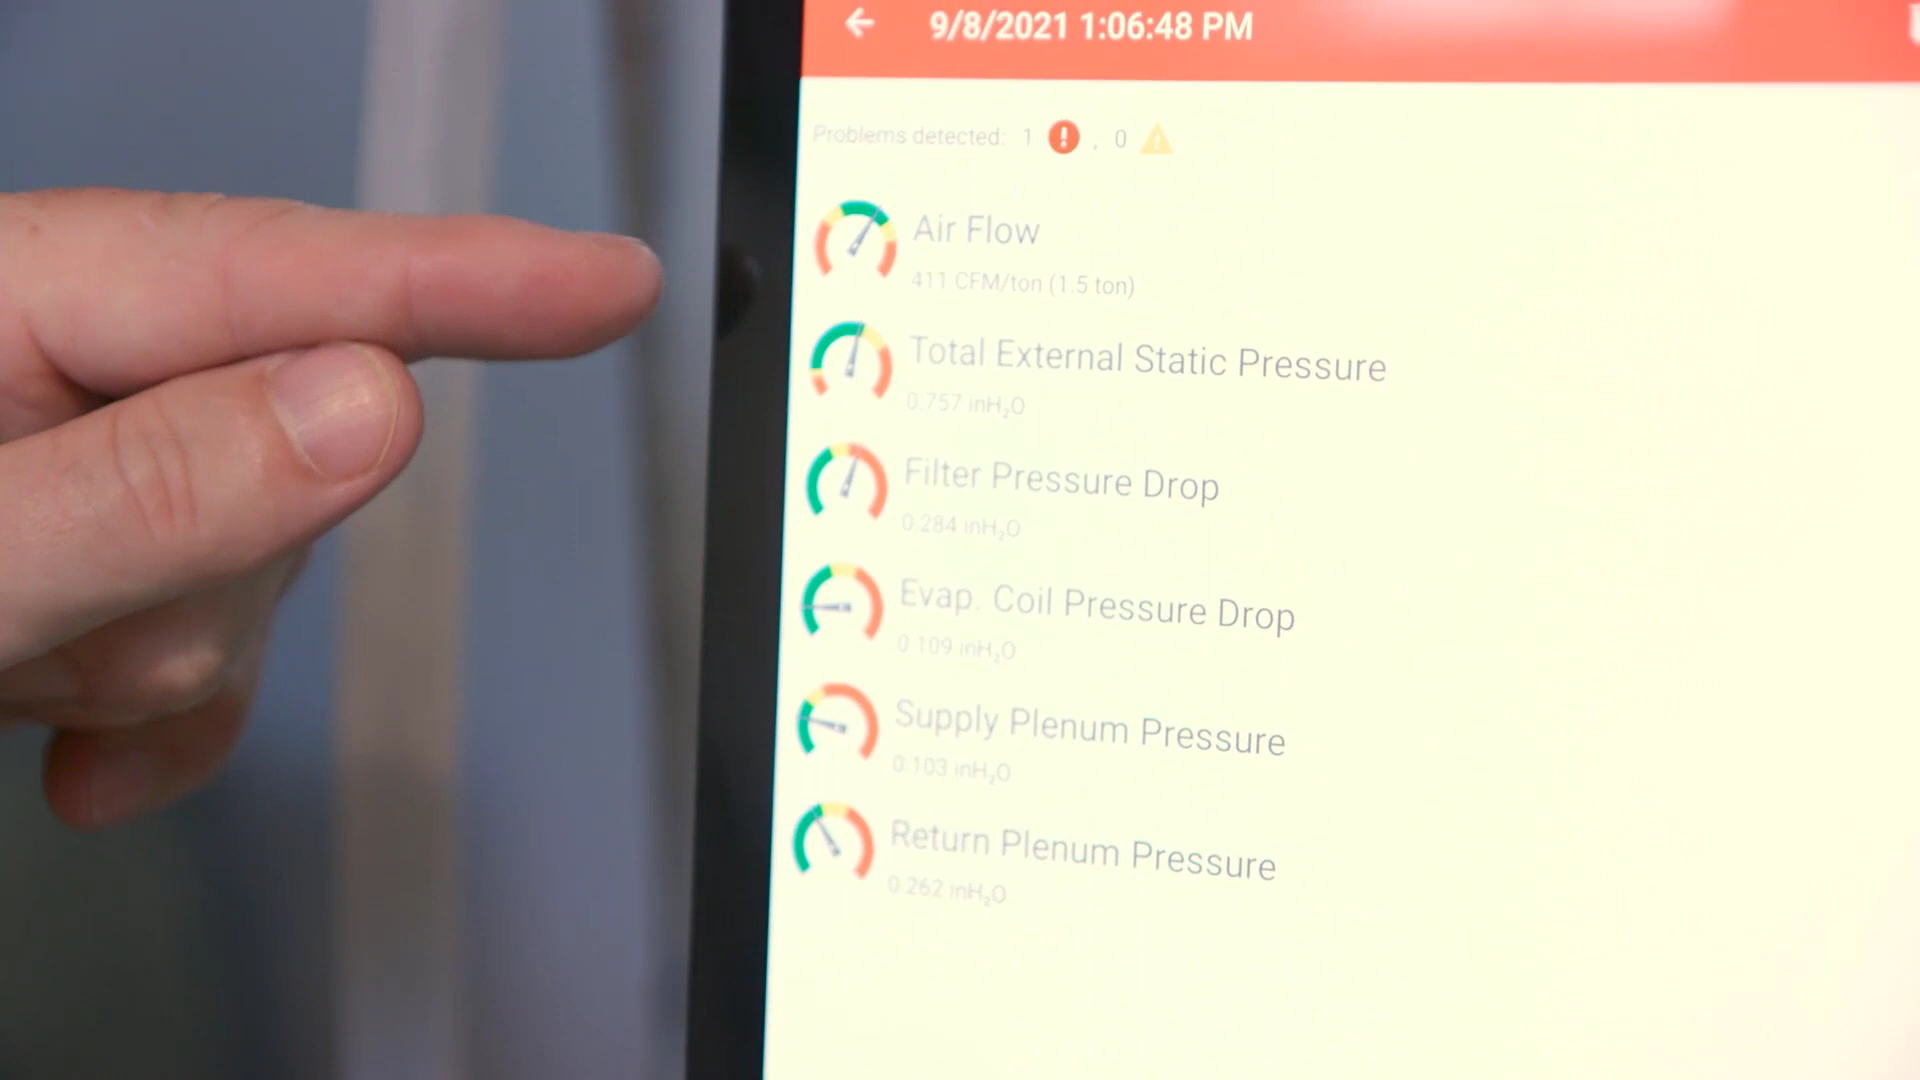 9/8/2021 1:06:48 PM
Problems detected: 1 , 0
Air Flow
411 CFM/ton (1.5 ton)
Total External Static Pressure
0.757 inH₂O
Filter Pressure Drop
0.284 inH₂O
Evap. Coil Pressure Drop
0.109 inH₂O
Supply Plenum Pressure
0.103 inH₂O
Return Plenum Pressure
0.262 inH₂O